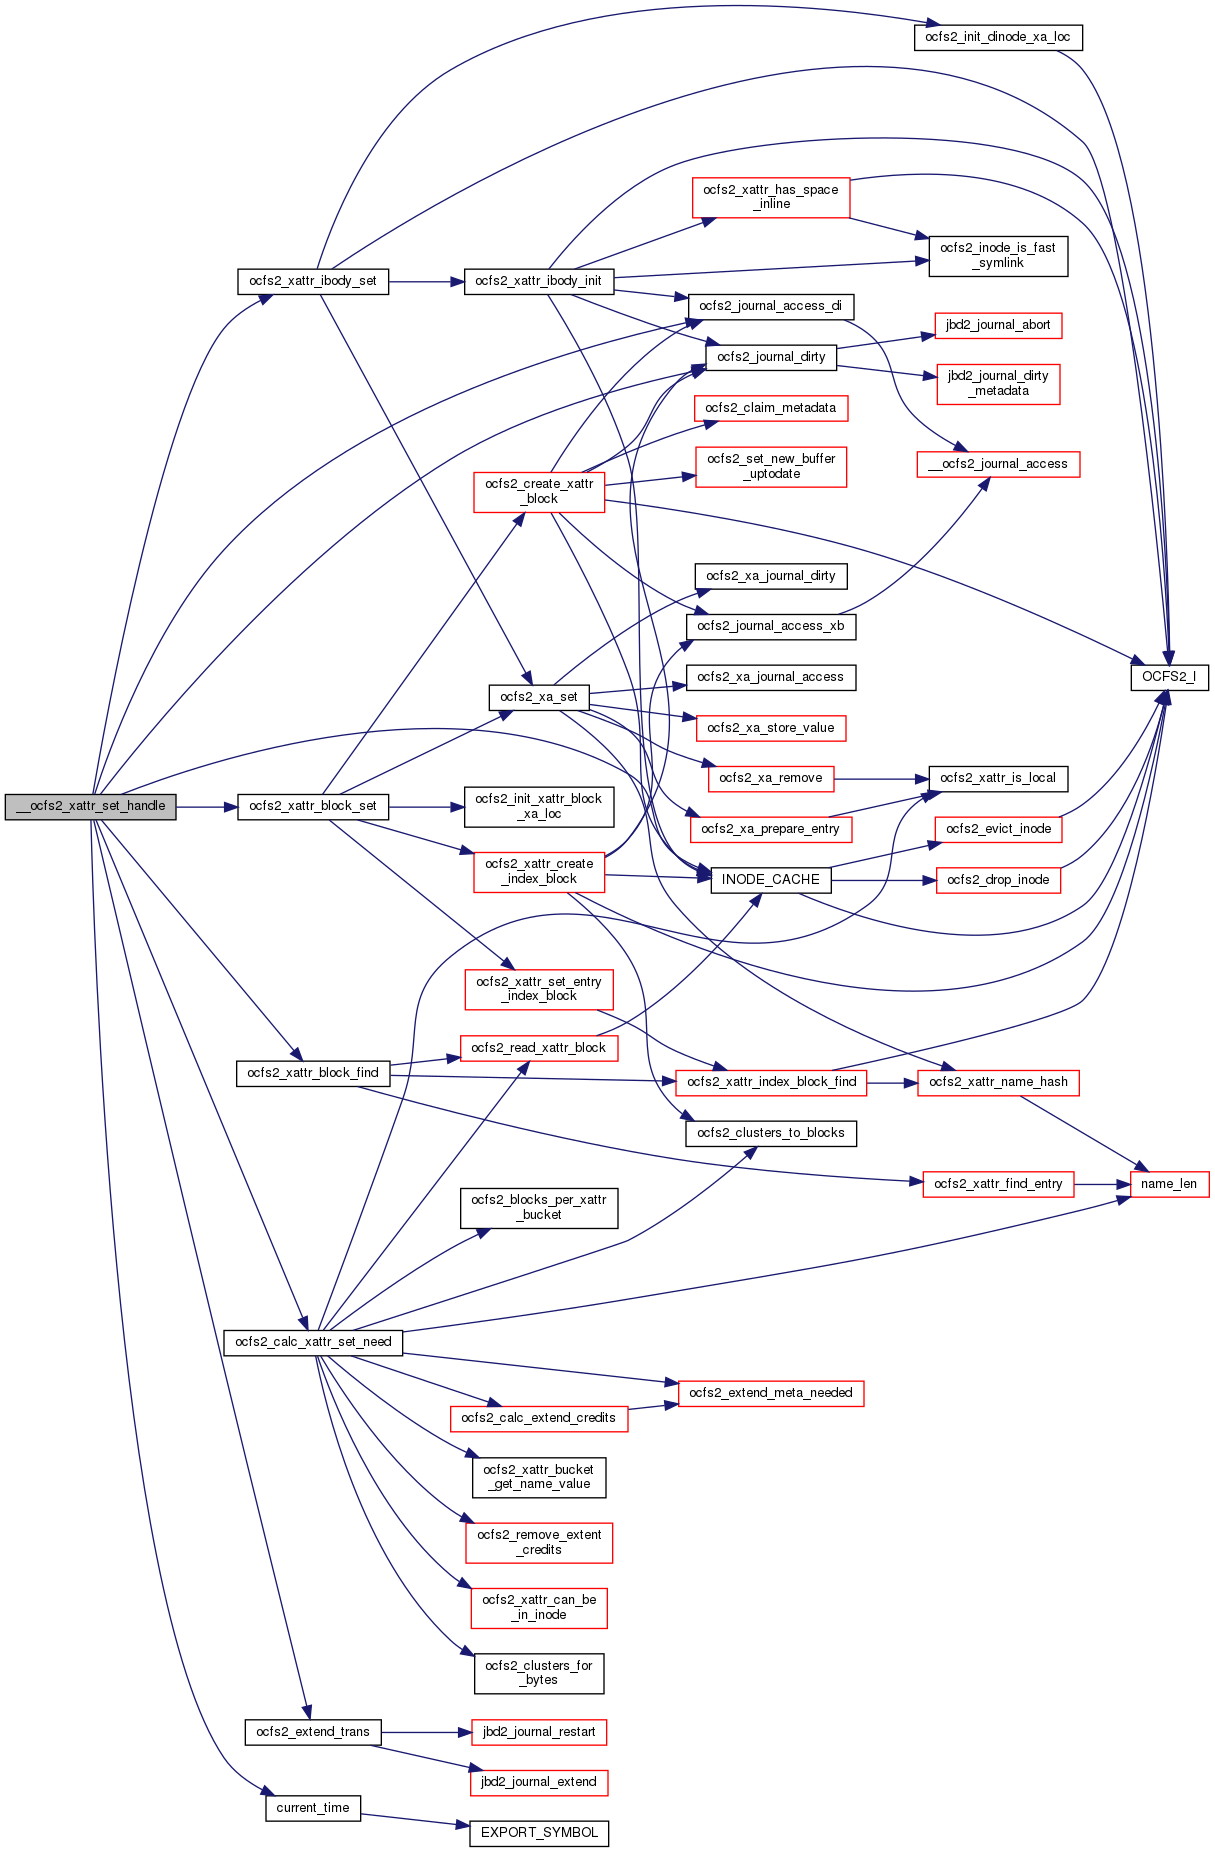 ocfs2_init_dinode_xa_loc
ocfs2_xattr_has_space
_inline
ocfs2_inode_is_fast
_symlink
ocfs2_xattr_ibody_set
ocfs2_xattr_ibody_init
ocfs2_journal_access_di
jbd2_journal_abort
ocfs2_journal_dirty
jbd2_journal_dirty
_metadata
ocfs2_claim_metadata
ocfs2_set_new_buffer
_uptodate
__ocfs2_journal_access
ocfs2_create_xattr
_block
ocfs2_xa_journal_dirty
ocfs2_journal_access_xb
ocfs2_xa_journal_access
OCFS2_I
ocfs2_xa_set
ocfs2_xa_store_value
ocfs2_xa_remove
ocfs2_xattr_is_local
__ocfs2_xattr_set_handle
ocfs2_xattr_block_set
ocfs2_init_xattr_block
_xa_loc
ocfs2_xa_prepare_entry
ocfs2_evict_inode
ocfs2_xattr_create
_index_block
INODE_CACHE
ocfs2_drop_inode
ocfs2_xattr_set_entry
_index_block
ocfs2_read_xattr_block
ocfs2_xattr_block_find
ocfs2_xattr_index_block_find
ocfs2_xattr_name_hash
ocfs2_clusters_to_blocks
ocfs2_xattr_find_entry
name_len
ocfs2_blocks_per_xattr
_bucket
ocfs2_calc_xattr_set_need
ocfs2_extend_meta_needed
ocfs2_calc_extend_credits
ocfs2_xattr_bucket
_get_name_value
ocfs2_remove_extent
_credits
ocfs2_xattr_can_be
_in_inode
ocfs2_clusters_for
_bytes
ocfs2_extend_trans
jbd2_journal_restart
jbd2_journal_extend
current_time
EXPORT_SYMBOL